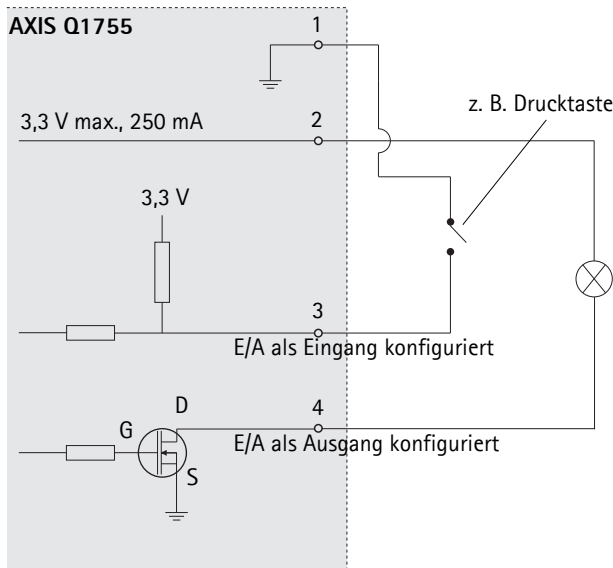 AXIS Q1755
1
z. B. Drucktaste
3,3 V max., 250 mA
2
3,3 V
3
E/A als Eingang konfiguriert
D
4
G
E/A als Ausgang konfiguriert
S